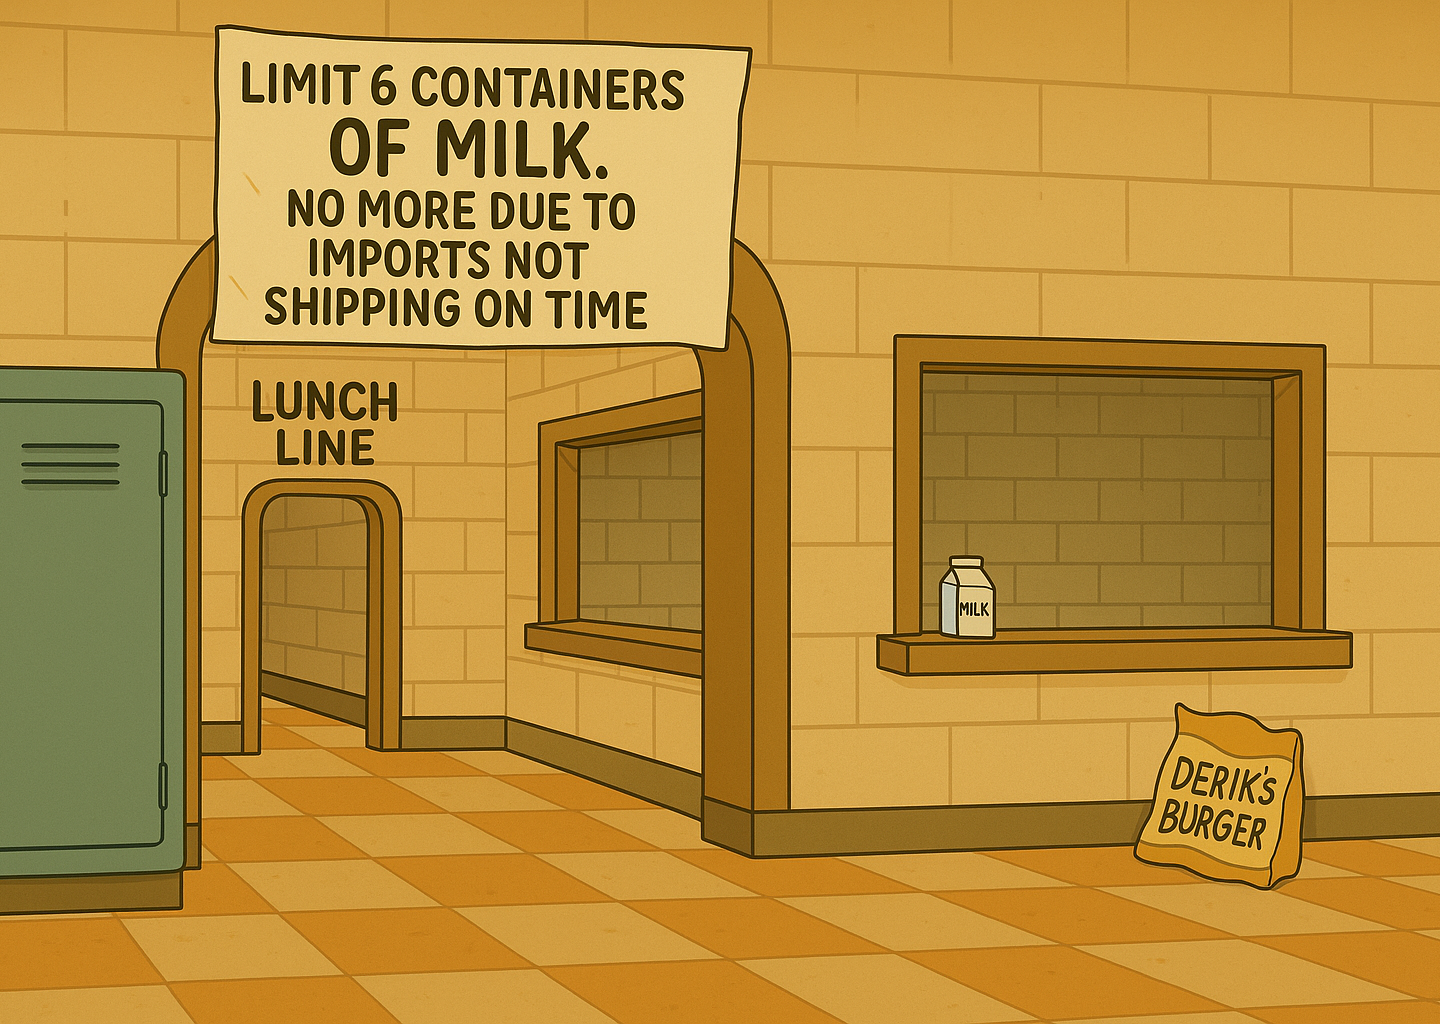 LIMIT 6 CONTAINERS
OF MILK.
NO MORE DUE TO
IMPORTS NOT
SHIPPING ON TIME
LUNCH
LINE
MILK
DERIK'S
BURGER